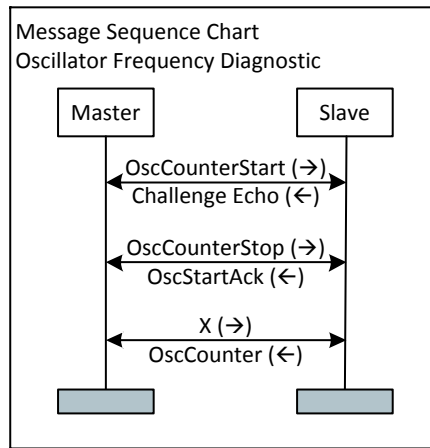 Message Sequence Chart
Oscillator Frequency Diagnostic
Master Slave
OscCounterStart (→)
Challenge Echo (←)
OscCounterStop (→)
OscStartAck (←)
X (→)
OscCounter (←)